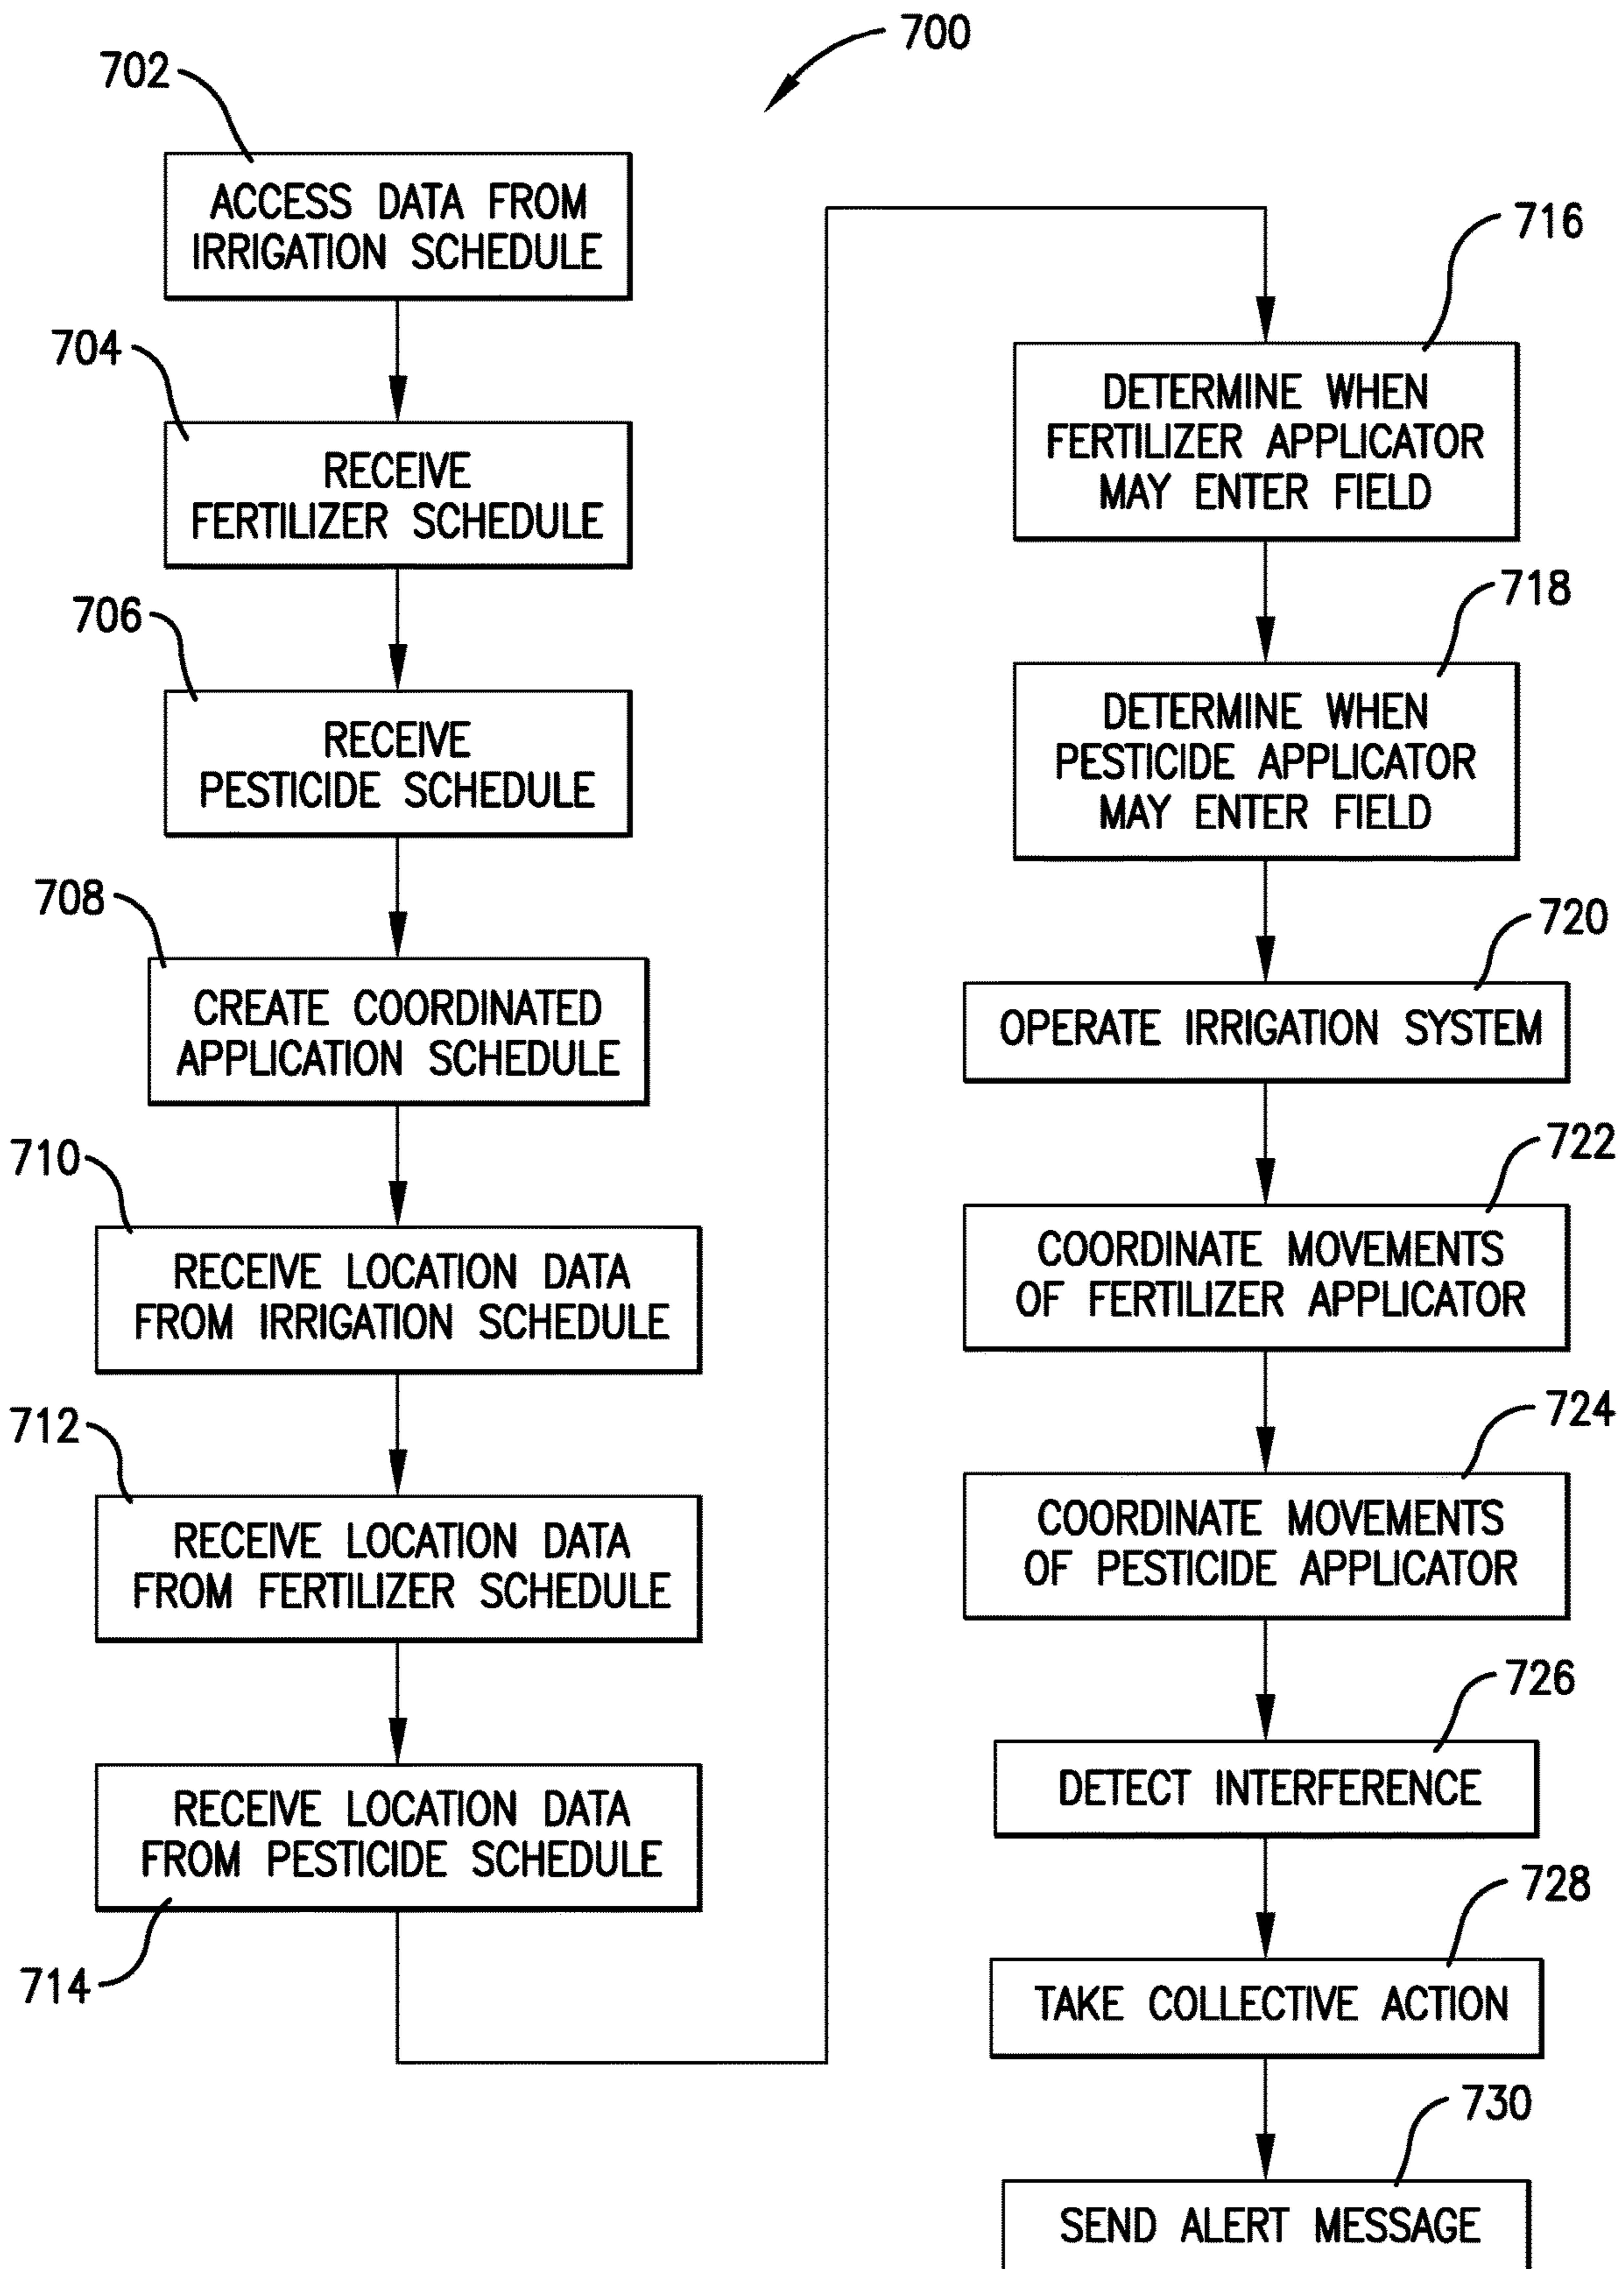 700
702
ACCESS DATA FROM
IRRIGATION SCHEDULE
704
RECEIVE
FERTILIZER SCHEDULE
706
RECEIVE
PESTICIDE SCHEDULE
708
CREATE COORDINATED
APPLICATION SCHEDULE
710
RECEIVE LOCATION DATA
FROM IRRIGATION SCHEDULE
712
RECEIVE LOCATION DATA
FROM FERTILIZER SCHEDULE
RECEIVE LOCATION DATA
FROM PESTICIDE SCHEDULE
714
716
DETERMINE WHEN
FERTILIZER APPLICATOR
MAY ENTER FIELD
718
DETERMINE WHEN
PESTICIDE APPLICATOR
MAY ENTER FIELD
720
OPERATE IRRIGATION SYSTEM
722
COORDINATE MOVEMENTS
OF FERTILIZER APPLICATOR
724
COORDINATE MOVEMENTS
OF PESTICIDE APPLICATOR
726
DETECT INTERFERENCE
728
TAKE COLLECTIVE ACTION
730
SEND ALERT MESSAGE